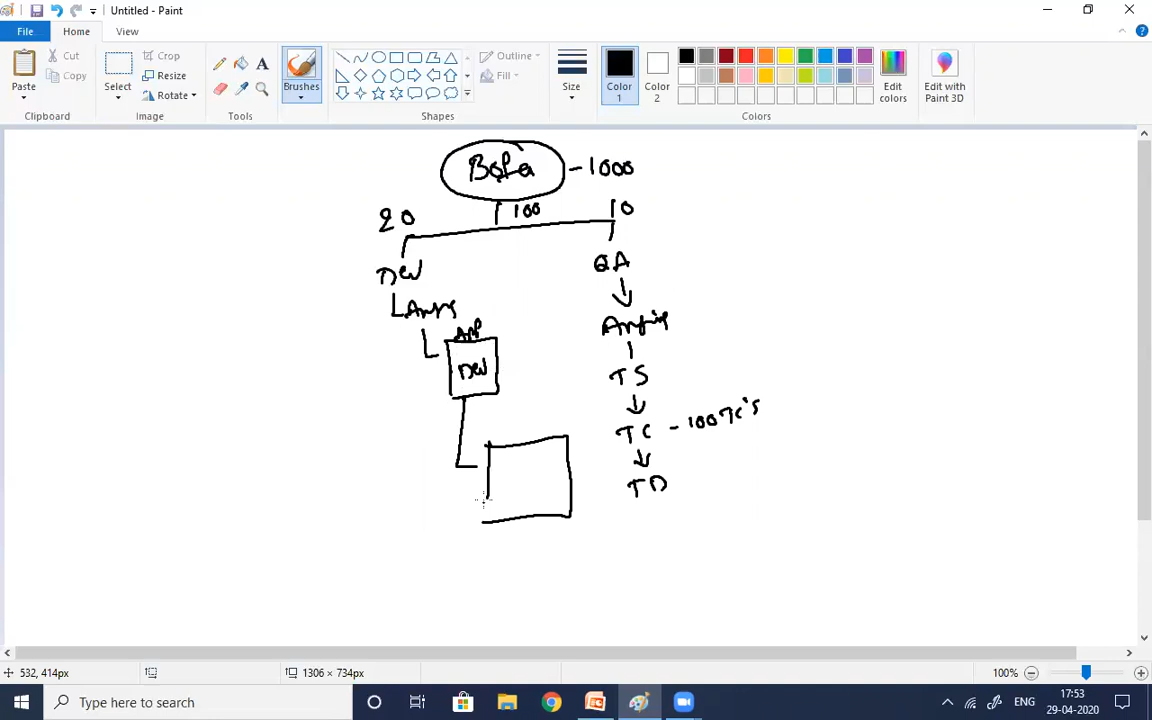 Untitled - Paint
File Home View
Paste
Cut
Copy
Clipboard
Select
Crop
Resize
Rotate
Image
Tools
Brushes
Shapes
Outline
Fill
Size
Color 1
Color 2
Colors
Edit colors
Edit with Paint 3D
BofA - 1000
20 100 10
Dev QA
APP
Dev
TS
TC - 100 TC's
TD
532, 414px 1306 × 734px 100%
Type here to search
ENG
17:53
29-04-2020